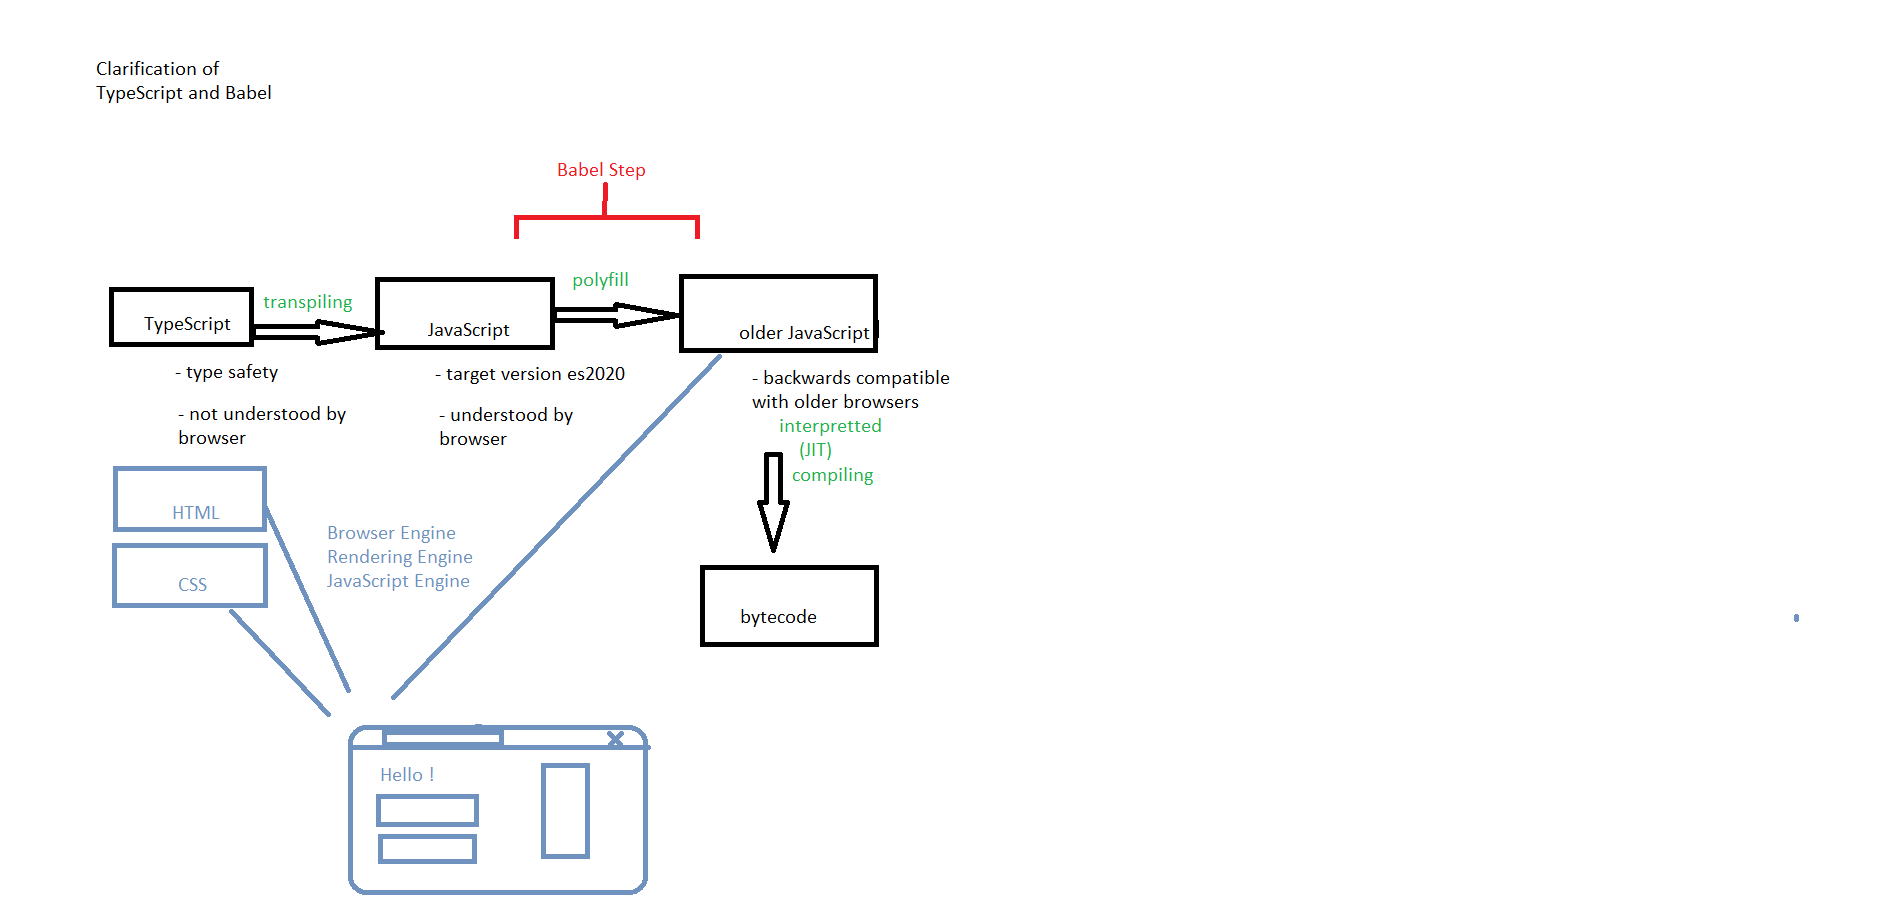 Clarification of
TypeScript and Babel
Babel Step
polyfill
transpiling
TypeScript
JavaScript
older JavaScript
- type safety
- not understood by
browser
- target version es2020
- understood by
browser
- backwards compatible
with older browsers
interpretted
(JIT)
compiling
HTML
CSS
Browser Engine
Rendering Engine
JavaScript Engine
bytecode
Hello !